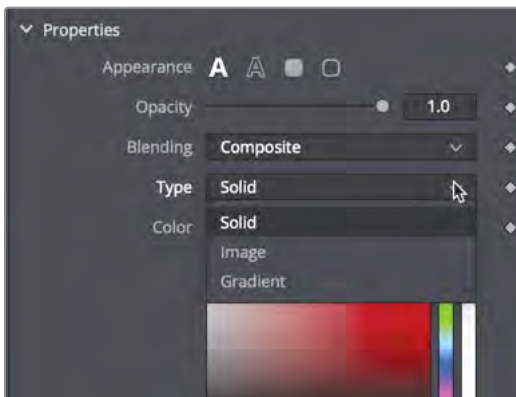 Properties
Appearance A A
Opacity 1.0
Blending Composite
Type Solid
Color Solid
Image
Gradient